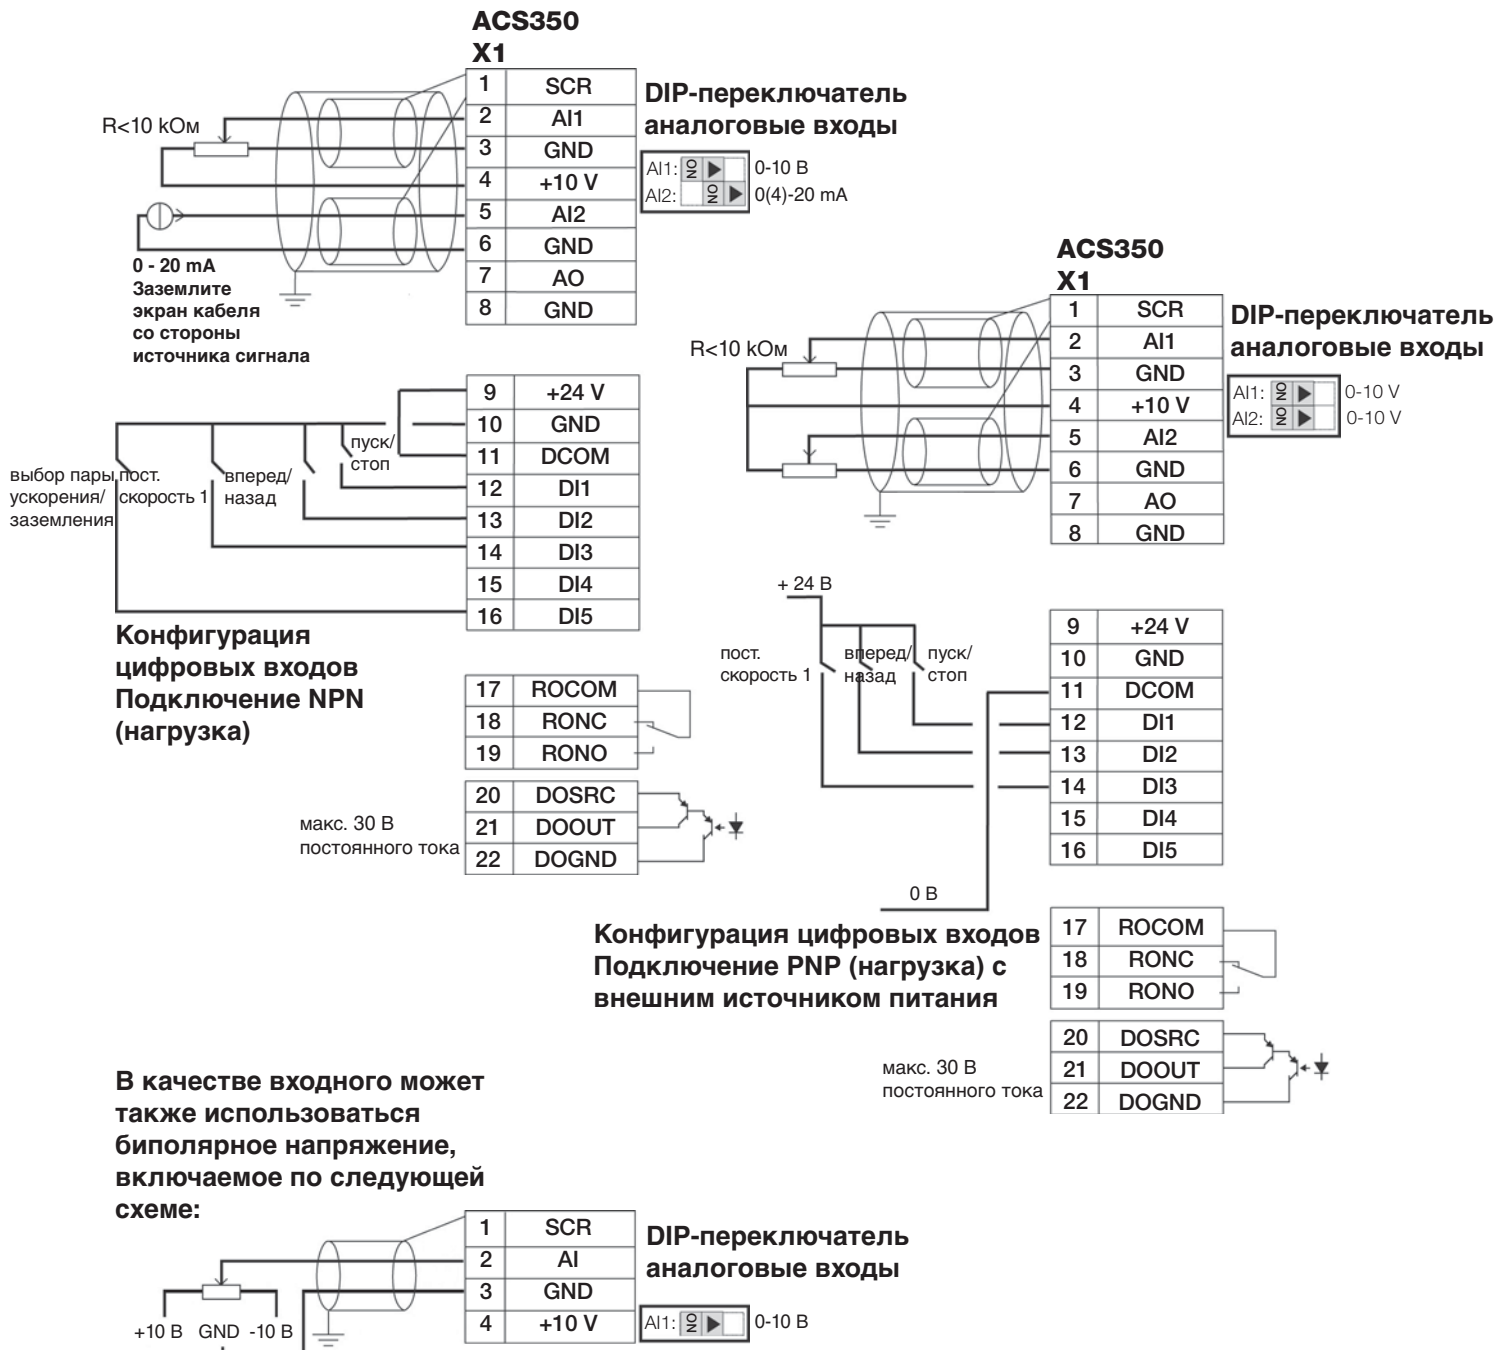 ACS350
X1
1 SCR
2 AI1
3 GND
4 +10 V
5 AI2
6 GND
7 AO
8 GND
R<10 kОм
0 - 20 mA
Заземлите
экран кабеля
со стороны
источника сигнала
DIP-переключатель
аналоговые входы
AI1: ON 0-10 В
AI2: ON 0(4)-20 mA
9 +24 V
10 GND
11 DCOM
12 DI1
13 DI2
14 DI3
15 DI4
16 DI5
выбор пары
ускорения/
заземления
пост.
скорость 1
вперед/
назад
пуск/
стоп
Конфигурация
цифровых входов
Подключение NPN
(нагрузка)
17 ROCOM
18 RONC
19 RONO
20 DOSRC
21 DOOUT
22 DOGND
макс. 30 В
постоянного тока
ACS350
X1
1 SCR
2 AI1
3 GND
4 +10 V
5 AI2
6 GND
7 AO
8 GND
R<10 kОм
DIP-переключатель
аналоговые входы
AI1: ON 0-10 V
AI2: ON 0-10 V
+ 24 В
9 +24 V
10 GND
11 DCOM
12 DI1
13 DI2
14 DI3
15 DI4
16 DI5
пост.
скорость 1
вперед/
назад
пуск/
стоп
0 В
Конфигурация цифровых входов
Подключение PNP (нагрузка) с
внешним источником питания
17 ROCOM
18 RONC
19 RONO
20 DOSRC
21 DOOUT
22 DOGND
макс. 30 В
постоянного тока
В качестве входного может
также использоваться
биполярное напряжение,
включаемое по следующей
схеме:
1 SCR
2 AI
3 GND
4 +10 V
+10 В GND -10 В
DIP-переключатель
аналоговые входы
AI1: ON 0-10 В